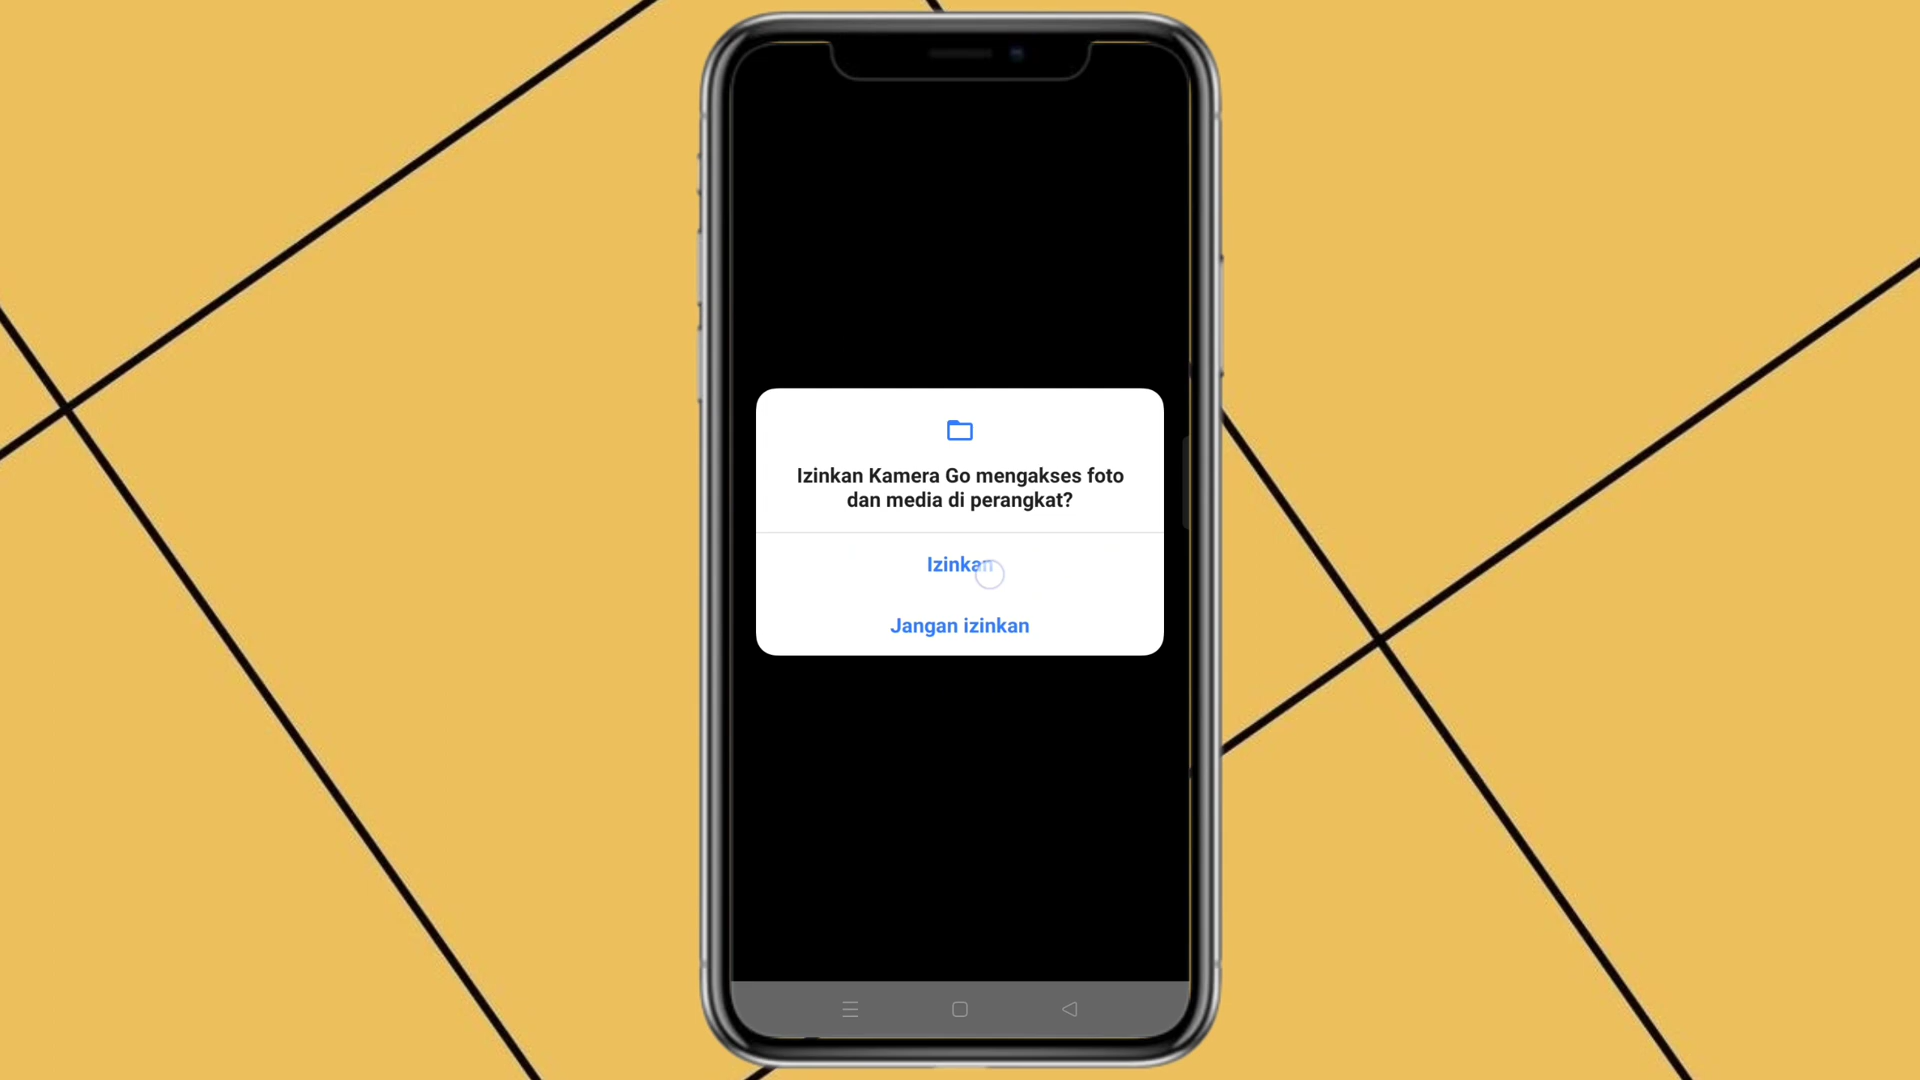 Izinkan Kamera Go mengakses foto
dan media di perangkat?
Izinkan
Jangan izinkan